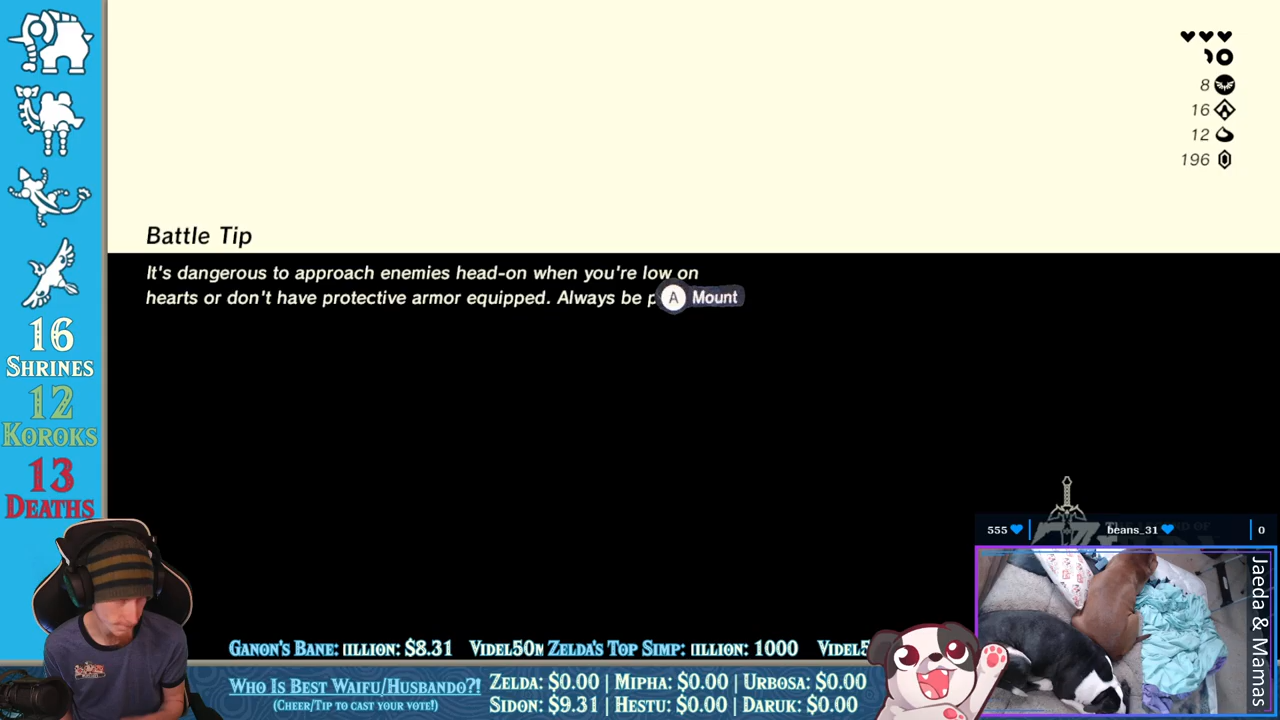 8
16
12
196
Battle Tip
It's dangerous to approach enemies head-on when you're low on
hearts or don't have protective armor equipped. Always be
A Mount
16
SHRINES
12
KOROKS
13
DEATHS
555
beans_31
0
Jaeda & Mamas
GANON'S BANE: ILLION: $8.31 VIDEL50 ZELDA'S TOP SIMP: ILLION: 1000 VIDEL5
WHO IS BEST WAIFU/HUSBANDO?!
(CHEER/TIP TO CAST YOUR VOTE!)
ZELDA: $0.00 | MIPHA: $0.00 | URBOSA: $0.00
SIDON: $9.31 | HESTU: $0.00 | DARUK: $0.00